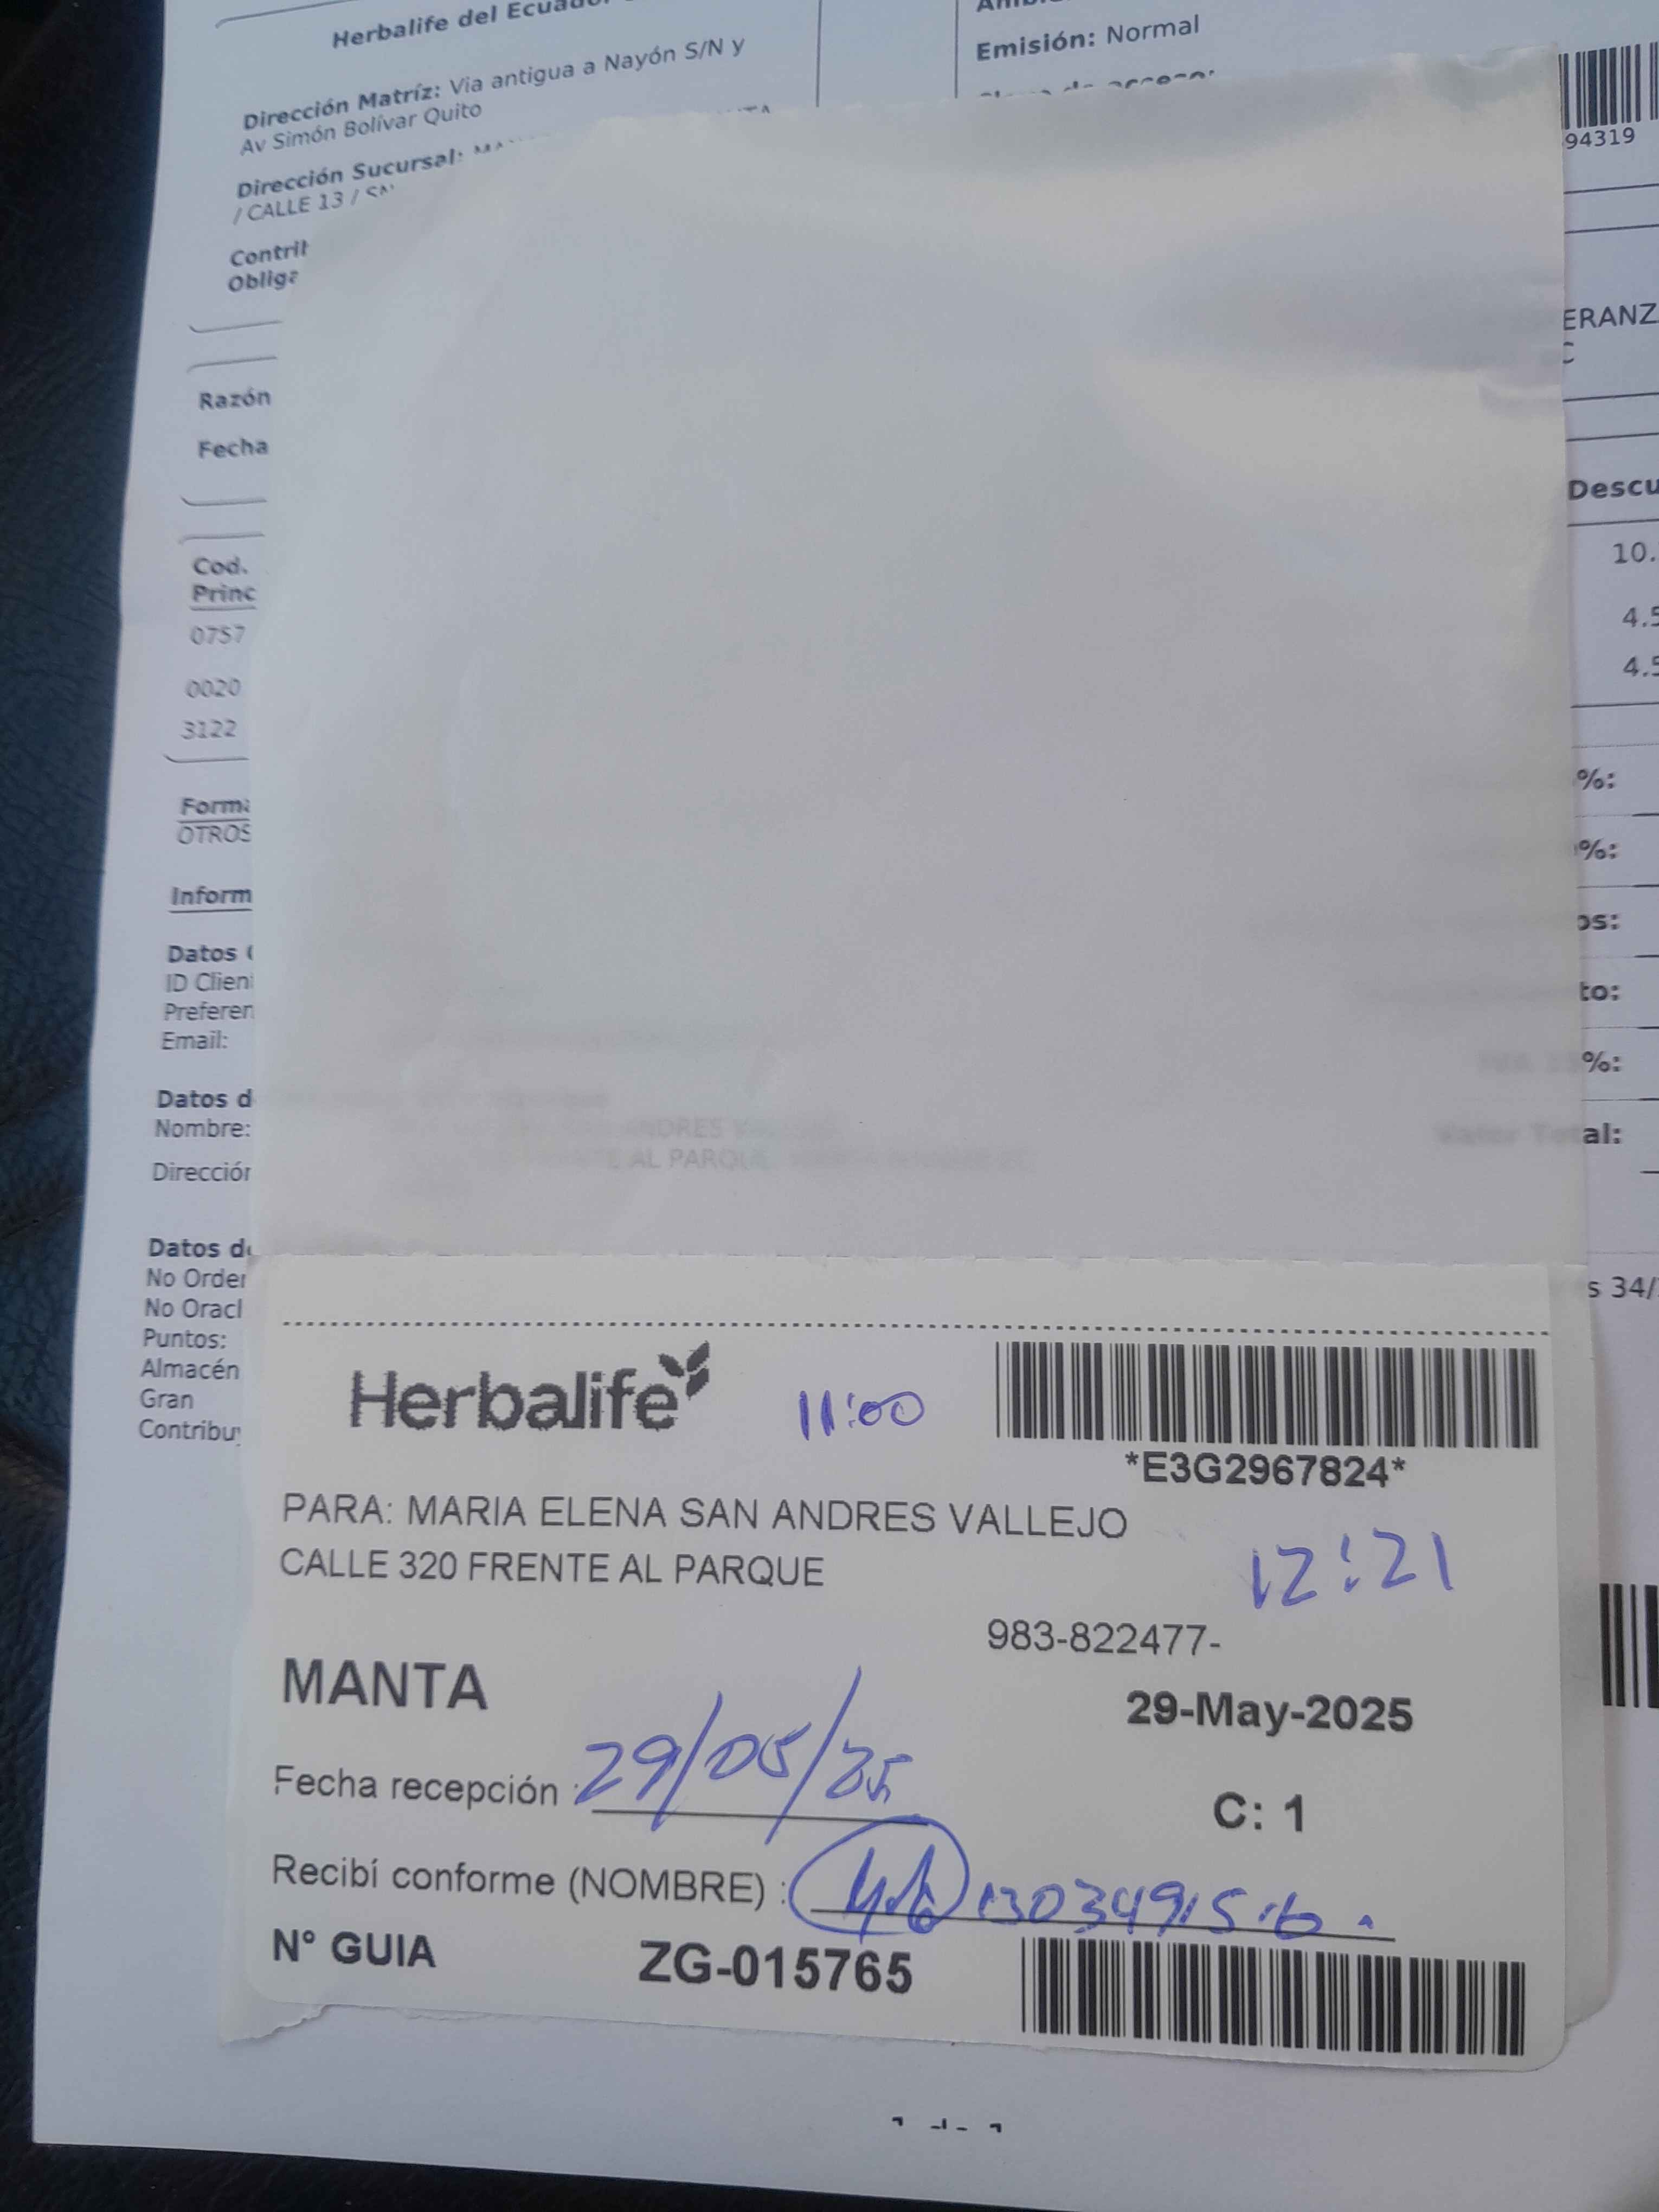 Herbalife del Ecuador
Dirección Matríz: Via antigua a Nayón S/N y
Av Simón Bolívar Quito
Dirección Sucursal:
/ CALLE 13 /
Emisión: Normal
94319
Razón
Fecha
Descu
Cod.
Princ
10.
0757
4.5
0020
4.5
3122
%:
OTROS
%:
Inform
os:
Datos
ID Client
to:
Preferen
Email:
%:
Datos d
Nombre:
al:
Dirección
Datos d
No Orden
s 34/
No Oracl
Puntos:
Almacén
Gran
Contribuy
Herbalife
11:00
*E3G2967824*
PARA: MARIA ELENA SAN ANDRES VALLEJO
CALLE 320 FRENTE AL PARQUE
12:21
983-822477-
MANTA
29-May-2025
Fecha recepción : 29/05/25
C: 1
Recibí conforme (NOMBRE) :
N° GUIA ZG-015765